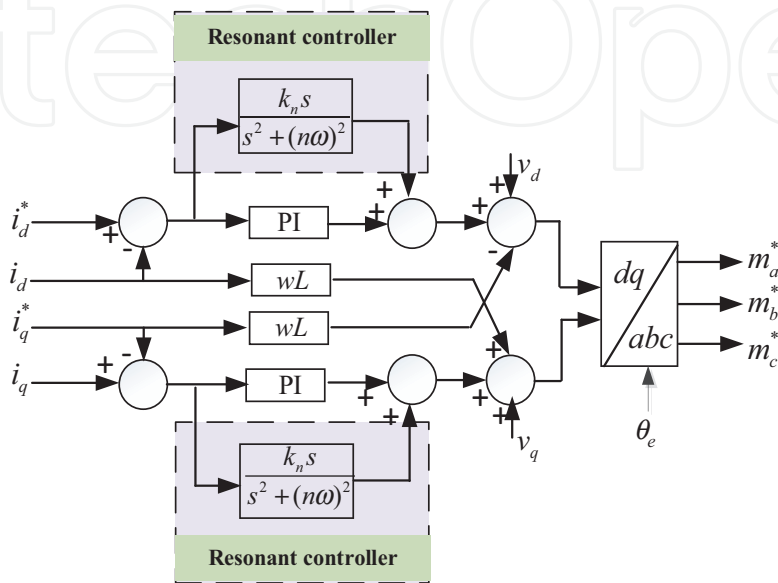 techOpe
Resonant controller
k_n s
s^2 + (nω)^2
v_d
+
+
+
+
i_d^*
+
-
PI
+
+
-
i_d
wL
dq
abc
m_a^*
m_b^*
m_c^*
i_q^*
wL
-
+
i_q
+
PI
+
+
+
+
+
v_q
θ_e
k_n s
s^2 + (nω)^2
Resonant controller